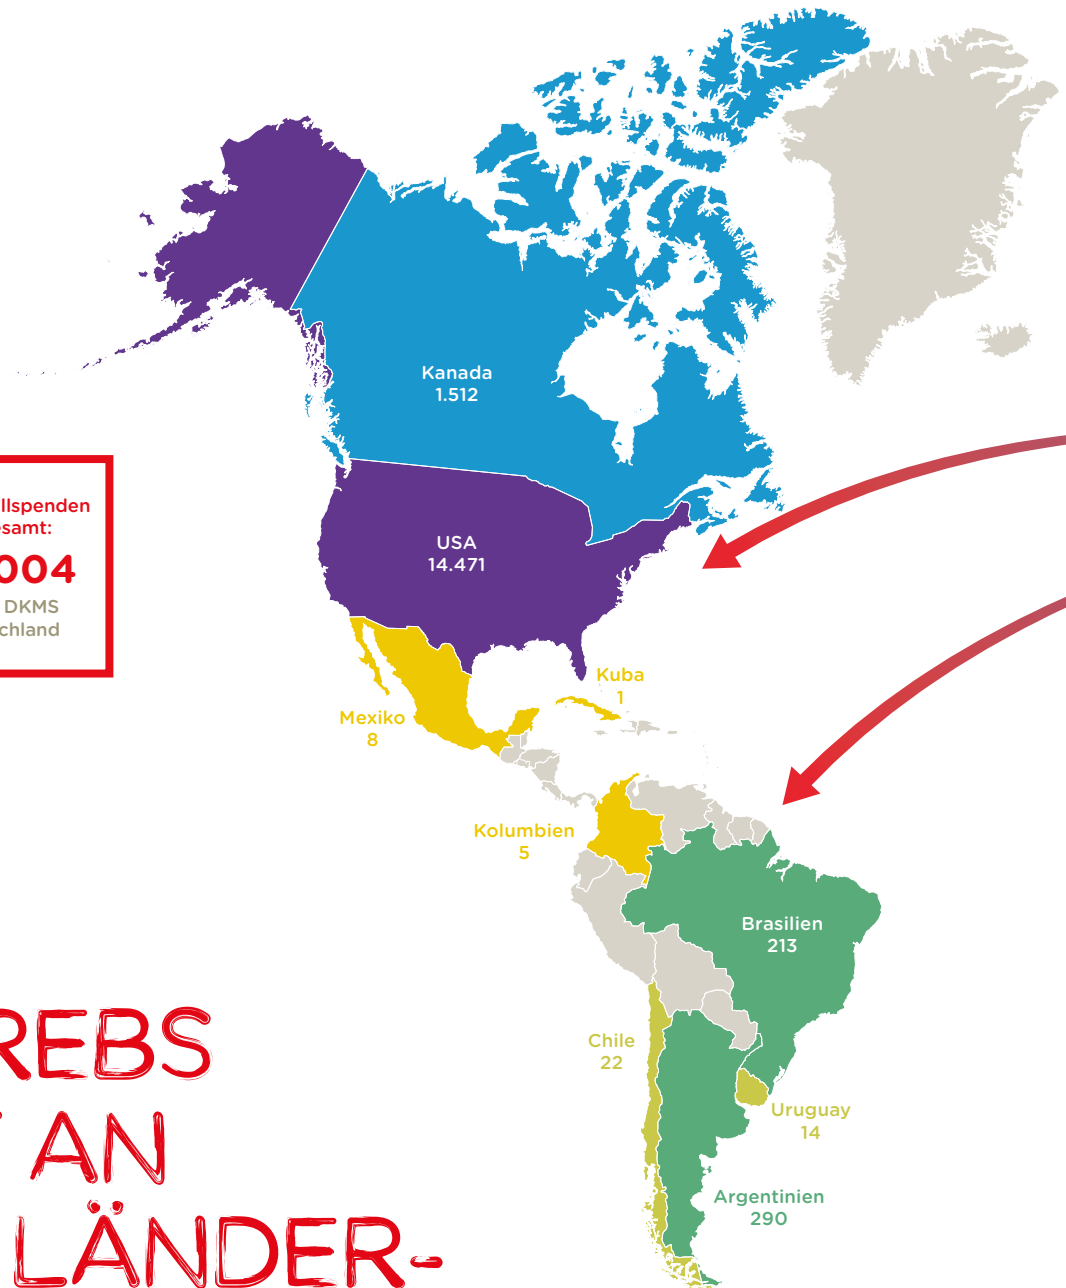 Kanada
1.512
llspenden
esamt:
004
DKMS
chland
USA
14.471
Kuba
1
Mexiko
8
Kolumbien
5
Brasilien
213
Chile
22
Uruguay
14
Argentinien
290
REBS
AN
LÄNDER-